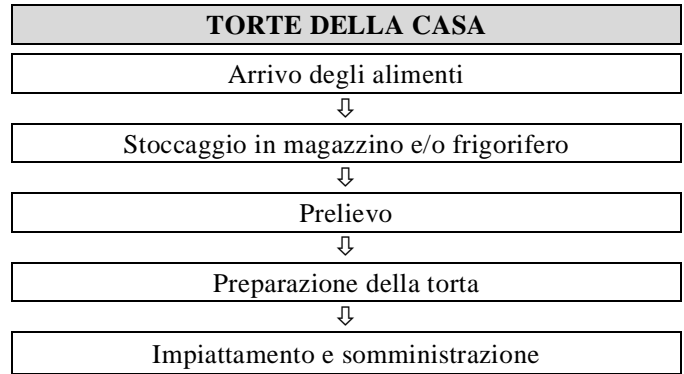 TORTE DELLA CASA
Arrivo degli alimenti
⇩
Stoccaggio in magazzino e/o frigorifero
⇩
Prelievo
⇩
Preparazione della torta
⇩
Impiattamento e somministrazione